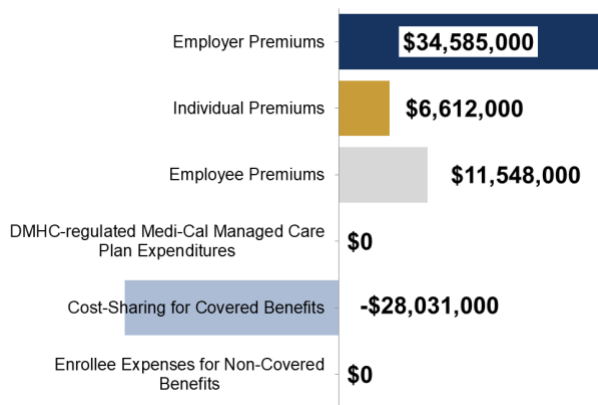 Employer Premiums $34,585,000
Individual Premiums $6,612,000
Employee Premiums $11,548,000
DMHC-regulated Medi-Cal Managed Care
Plan Expenditures $0
Cost-Sharing for Covered Benefits -$28,031,000
Enrollee Expenses for Non-Covered
Benefits $0